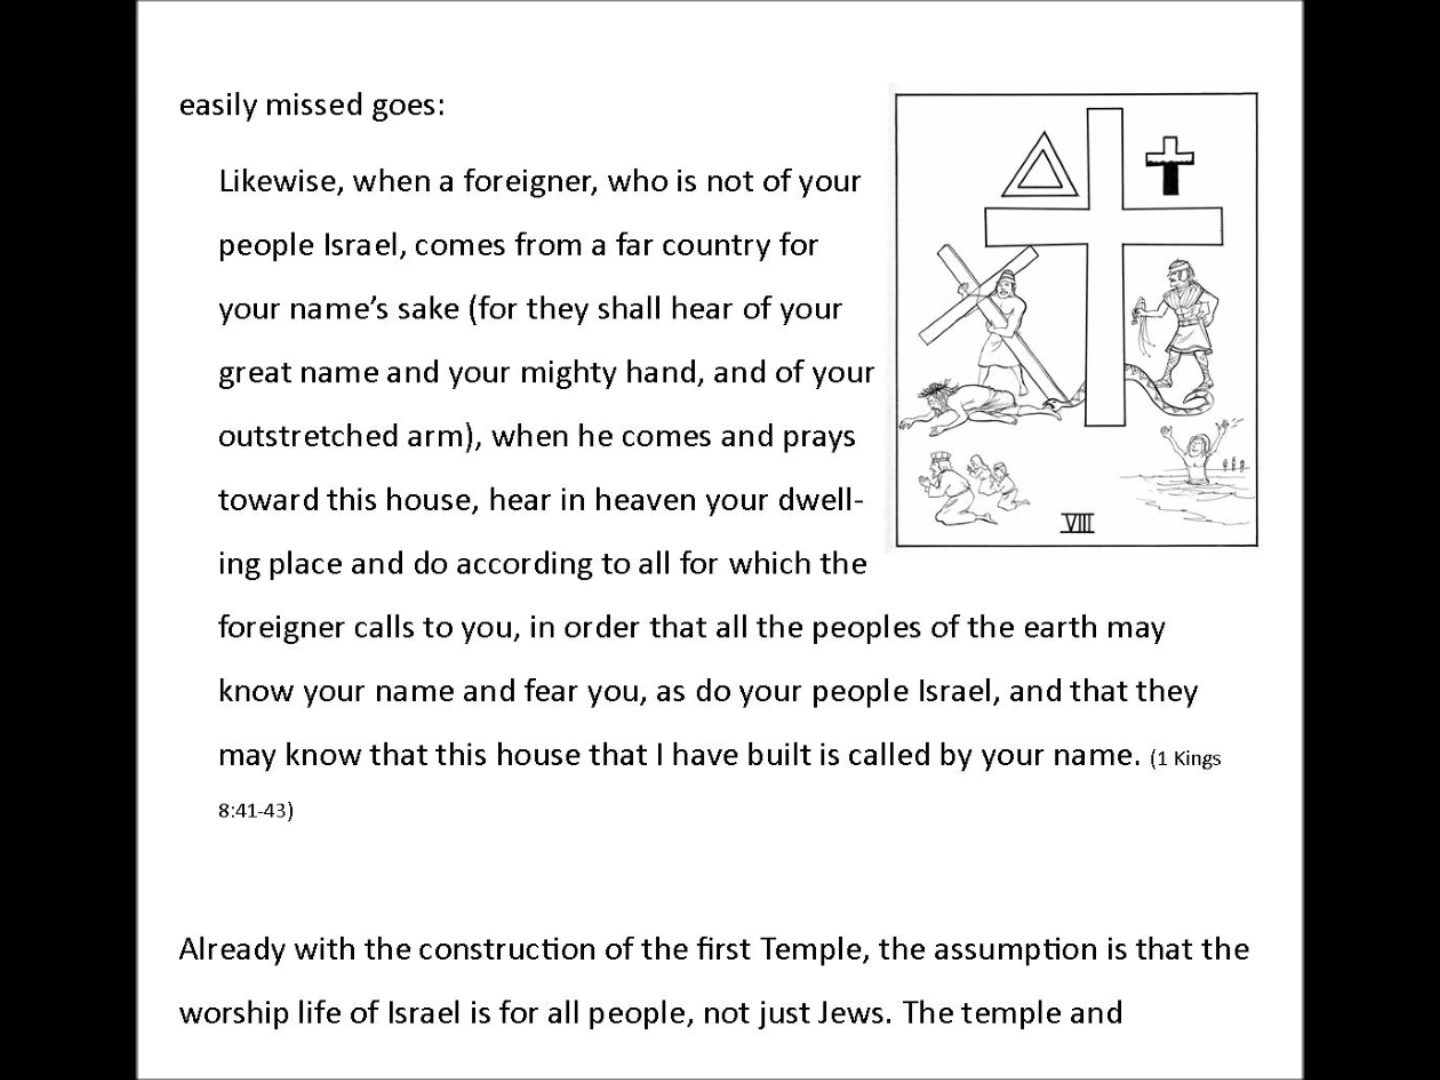 easily missed goes:
Likewise, when a foreigner, who is not of your
people Israel, comes from a far country for
your name’s sake (for they shall hear of your
great name and your mighty hand, and of your
outstretched arm), when he comes and prays
toward this house, hear in heaven your dwell-
ing place and do according to all for which the
foreigner calls to you, in order that all the peoples of the earth may
know your name and fear you, as do your people Israel, and that they
may know that this house that I have built is called by your name. (1 Kings
8:41-43)
VIII
Already with the construction of the first Temple, the assumption is that the
worship life of Israel is for all people, not just Jews. The temple and